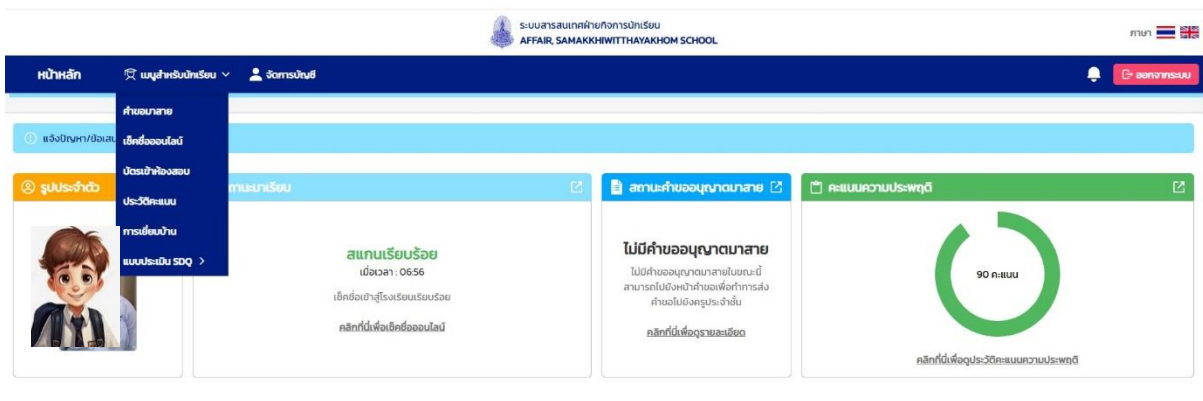 ระบบสารสนเทศฝ่ายกิจการนักเรียน
AFFAIR, SAMAKKHIWITTHAYAKHOM SCHOOL
ภาษา
หน้าหลัก
เมนูสำหรับนักเรียน
จัดการบัญชี
ออกจากระบบ
คำขอมาสาย
เช็คชื่อออนไลน์
บัตรเข้าห้องสอบ
ประวัติคะแนน
การเยี่ยมบ้าน
แบบประเมิน SDQ >
แจ้งปัญหา/ข้อเสน
รูปประจำตัว
ถานะมาเรียน
สแกนเรียบร้อย
เมื่อเวลา : 06:56
เช็คชื่อเข้าสู่โรงเรียนเรียบร้อย
คลิกที่นี่เพื่อเช็คชื่อออนไลน์
สถานะคำขออนุญาตมาสาย
ไม่มีคำขออนุญาตมาสาย
ไม่มีคำขออนุญาตมาสายในขณะนี้
สามารถไปยังหน้าคำขอเพื่อทำการส่ง
คำขอไปยังครูประจำชั้น
คลิกที่นี่เพื่อดูรายละเอียด
คะแนนความประพฤติ
90 คะแนน
คลิกที่นี่เพื่อดูประวัติคะแนนความประพฤติ